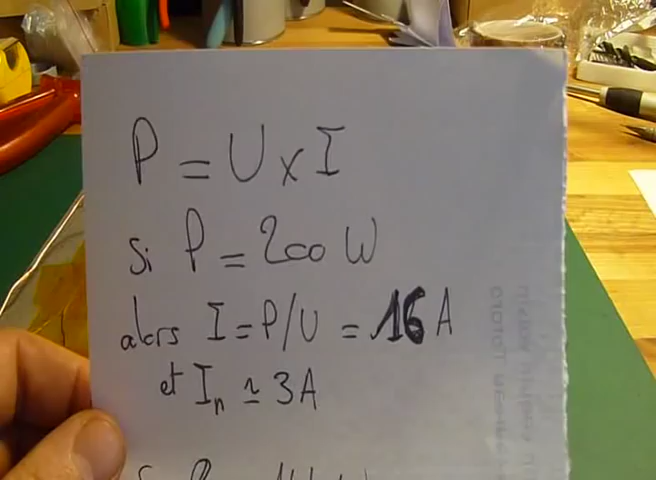 P = U x I
si P = 200 W
alors I = P/U = 16 A
et Iₙ ≃ 3A